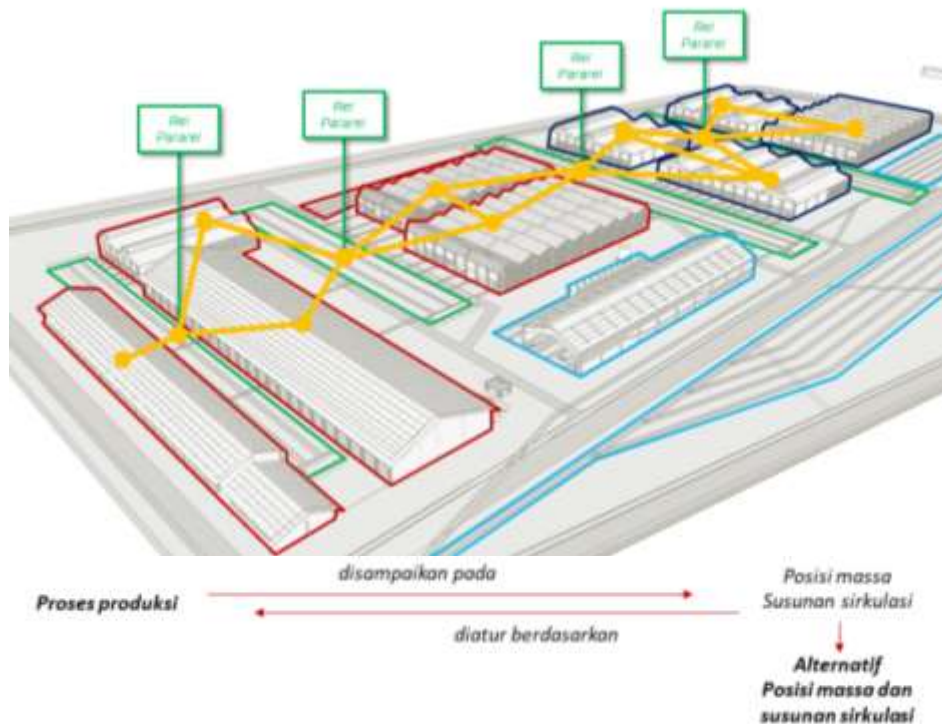 Rel
Pararel
Rel
Pararel
Rel
Pararel
Rel
Pararel
disampaikan pada
Proses produksi
Posisi massa
Susunan sirkulasi
diatur berdasarkan
Alternatif
Posisi massa dan
susunan sirkulasi